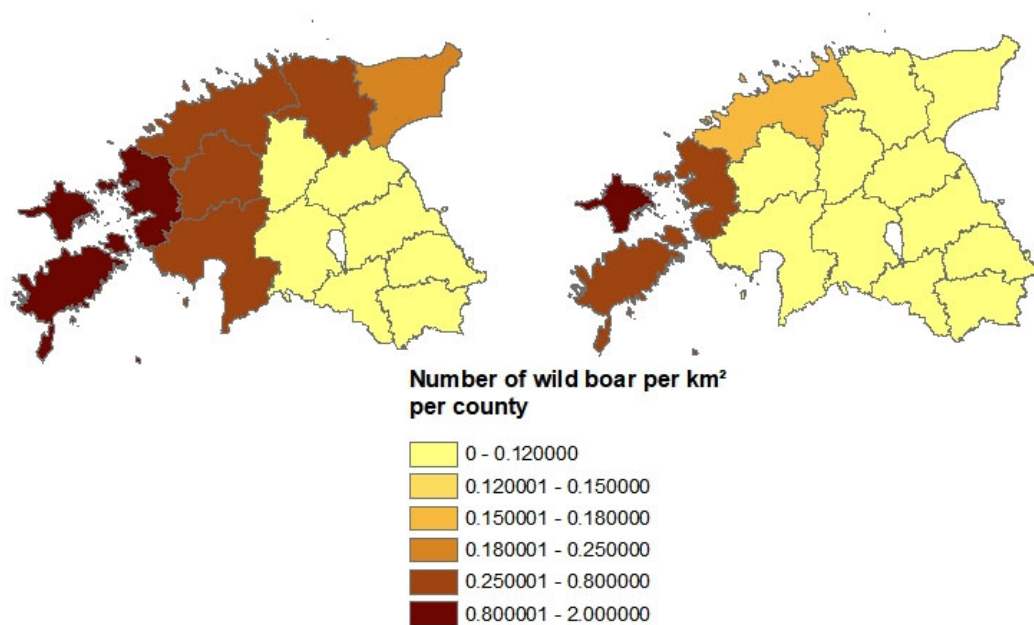 Number of wild boar per km²
per county
0 - 0.120000
0.120001 - 0.150000
0.150001 - 0.180000
0.180001 - 0.250000
0.250001 - 0.800000
0.800001 - 2.000000